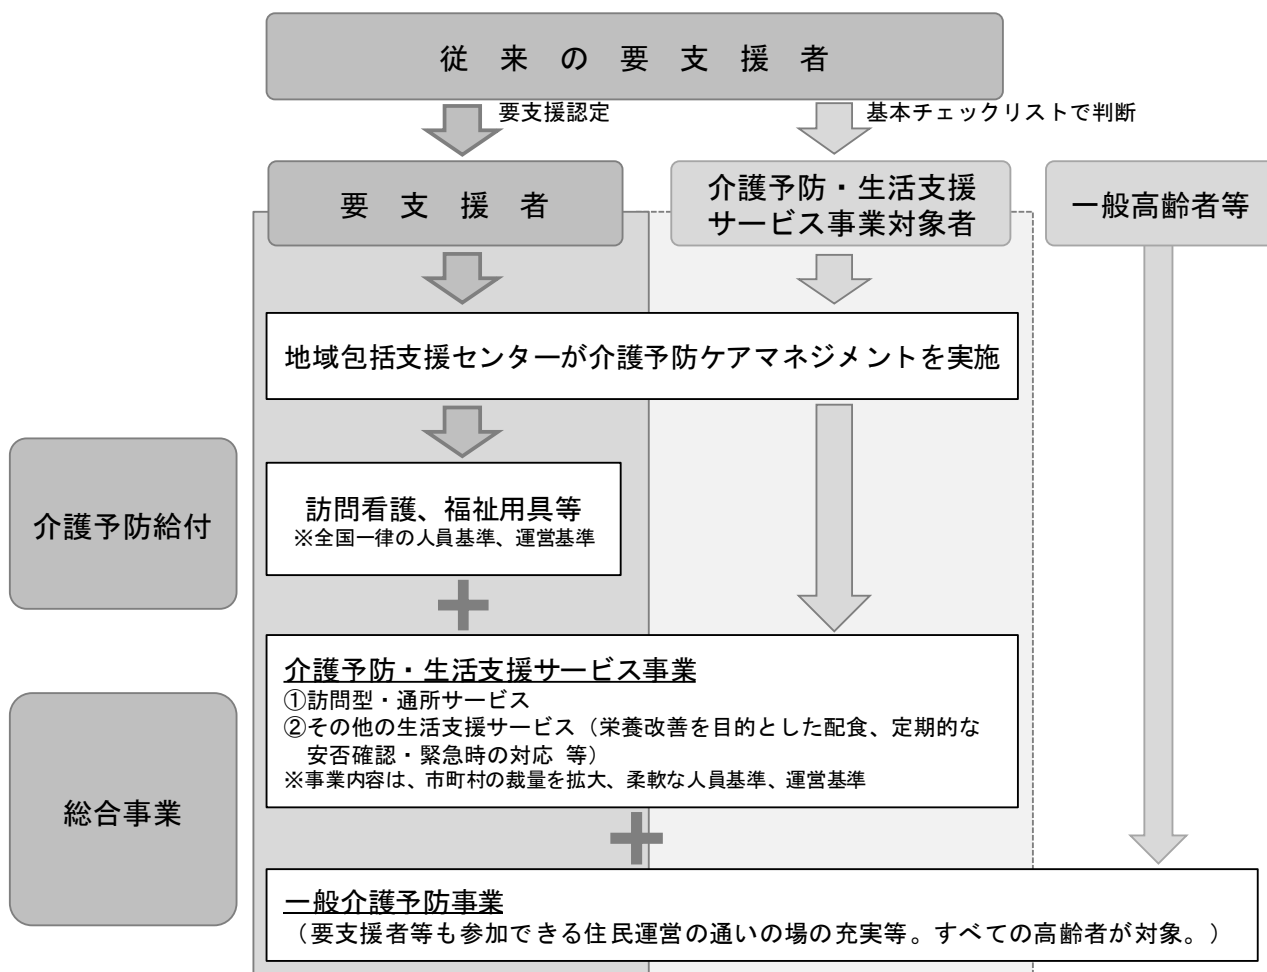 従来の要支援者
要支援認定
基本チェックリストで判断
要支援者
介護予防・生活支援
サービス事業対象者
一般高齢者等
地域包括支援センターが介護予防ケアマネジメントを実施
介護予防給付
訪問看護、福祉用具等
※全国一律の人員基準、運営基準
総合事業
介護予防・生活支援サービス事業
①訪問型・通所サービス
②その他の生活支援サービス（栄養改善を目的とした配食、定期的な
安否確認・緊急時の対応 等）
※事業内容は、市町村の裁量を拡大、柔軟な人員基準、運営基準
一般介護予防事業
（要支援者等も参加できる住民運営の通いの場の充実等。すべての高齢者が対象。）